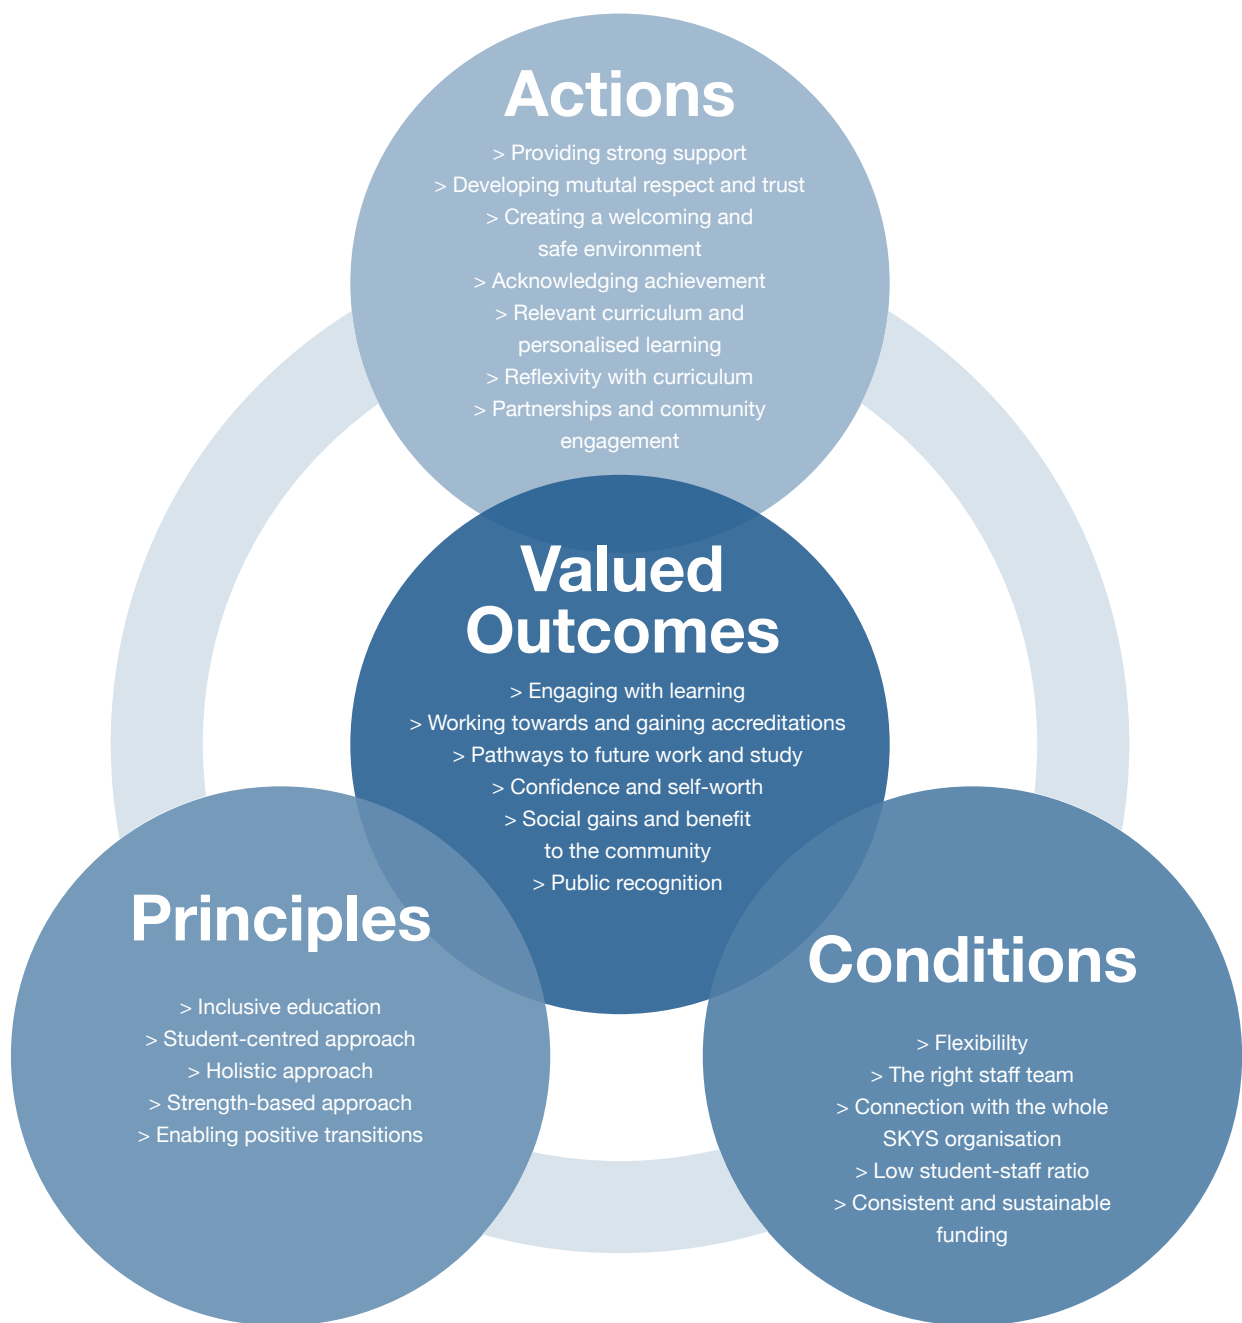 Actions
> Providing strong support
> Developing mututal respect and trust
> Creating a welcoming and
safe environment
> Acknowledging achievement
> Relevant curriculum and
personalised learning
> Reflexivity with curriculum
> Partnerships and community
engagement
Valued
Outcomes
> Engaging with learning
> Working towards and gaining accreditations
> Pathways to future work and study
> Confidence and self-worth
> Social gains and benefit
to the community
> Public recognition
Principles
> Inclusive education
> Student-centred approach
> Holistic approach
> Strength-based approach
> Enabling positive transitions
Conditions
> Flexibililty
> The right staff team
> Connection with the whole
SKYS organisation
> Low student-staff ratio
> Consistent and sustainable
funding